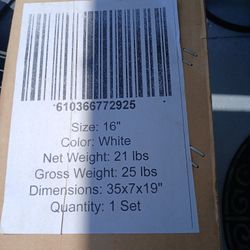 *610366772925
Size: 16"
Color: White
Net Weight: 21 lbs
Gross Weight: 25 lbs
Dimensions: 35x7x19"
Quantity: 1 Set